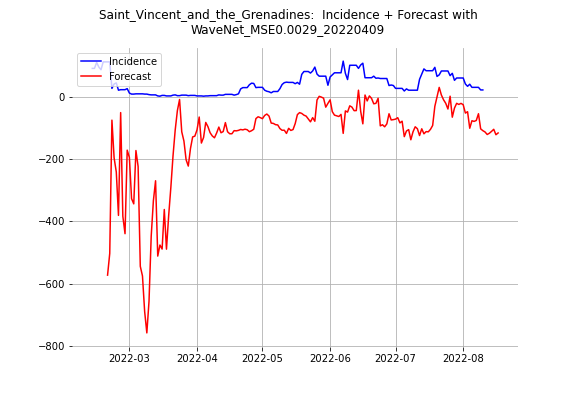 Saint_Vincent_and_the_Grenadines:  Incidence + Forecast with
WaveNet_MSE0.0029_20220409
Incidence
Forecast
0
−200
−400
−600
−800
2022-03
2022-04
2022-05
2022-06
2022-07
2022-08